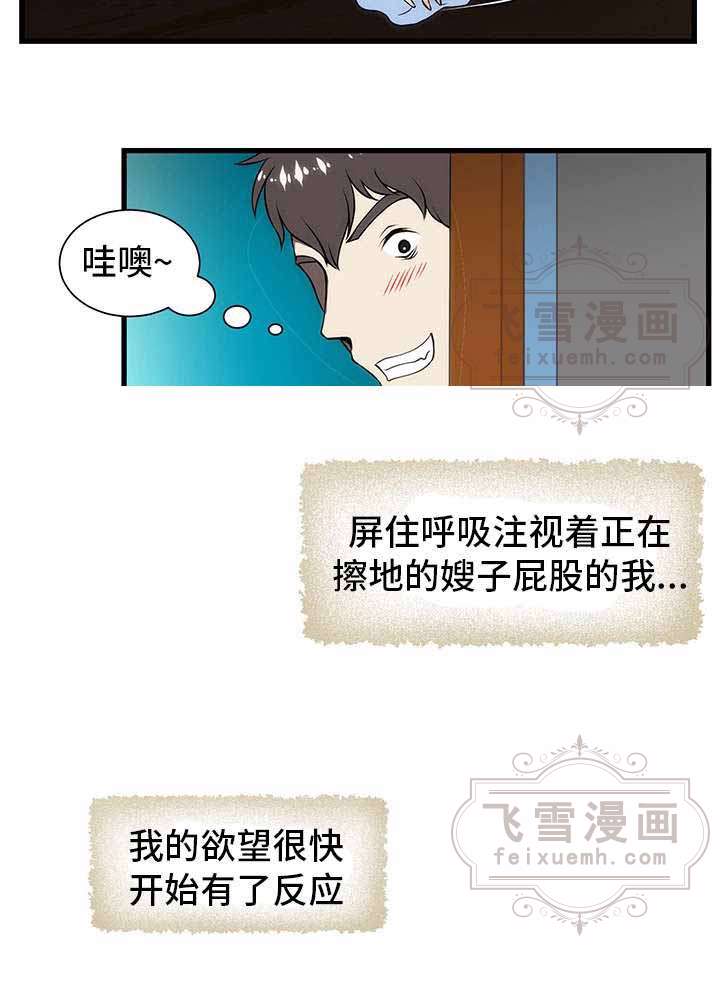 哇噢~
飞雪漫画
feixuemh.com
屏住呼吸注视着正在
擦地的嫂子屁股的我...
飞雪漫画
feixuemh.com
我的欲望很快
开始有了反应